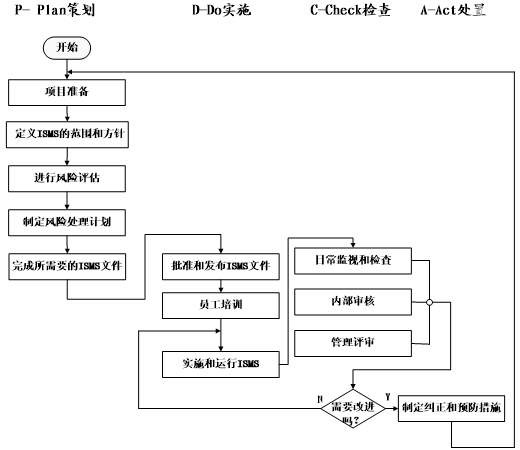 P- Plan策划
D-Do实施
C-Check检查
A-Act处置
开始
项目准备
定义ISMS的范围和方针
进行风险评估
制定风险处理计划
完成所需要的ISMS文件
批准和发布ISMS文件
员工培训
实施和运行ISMS
日常监视和检查
内部审核
管理评审
N
需要改进
吗?
Y
制定纠正和预防措施